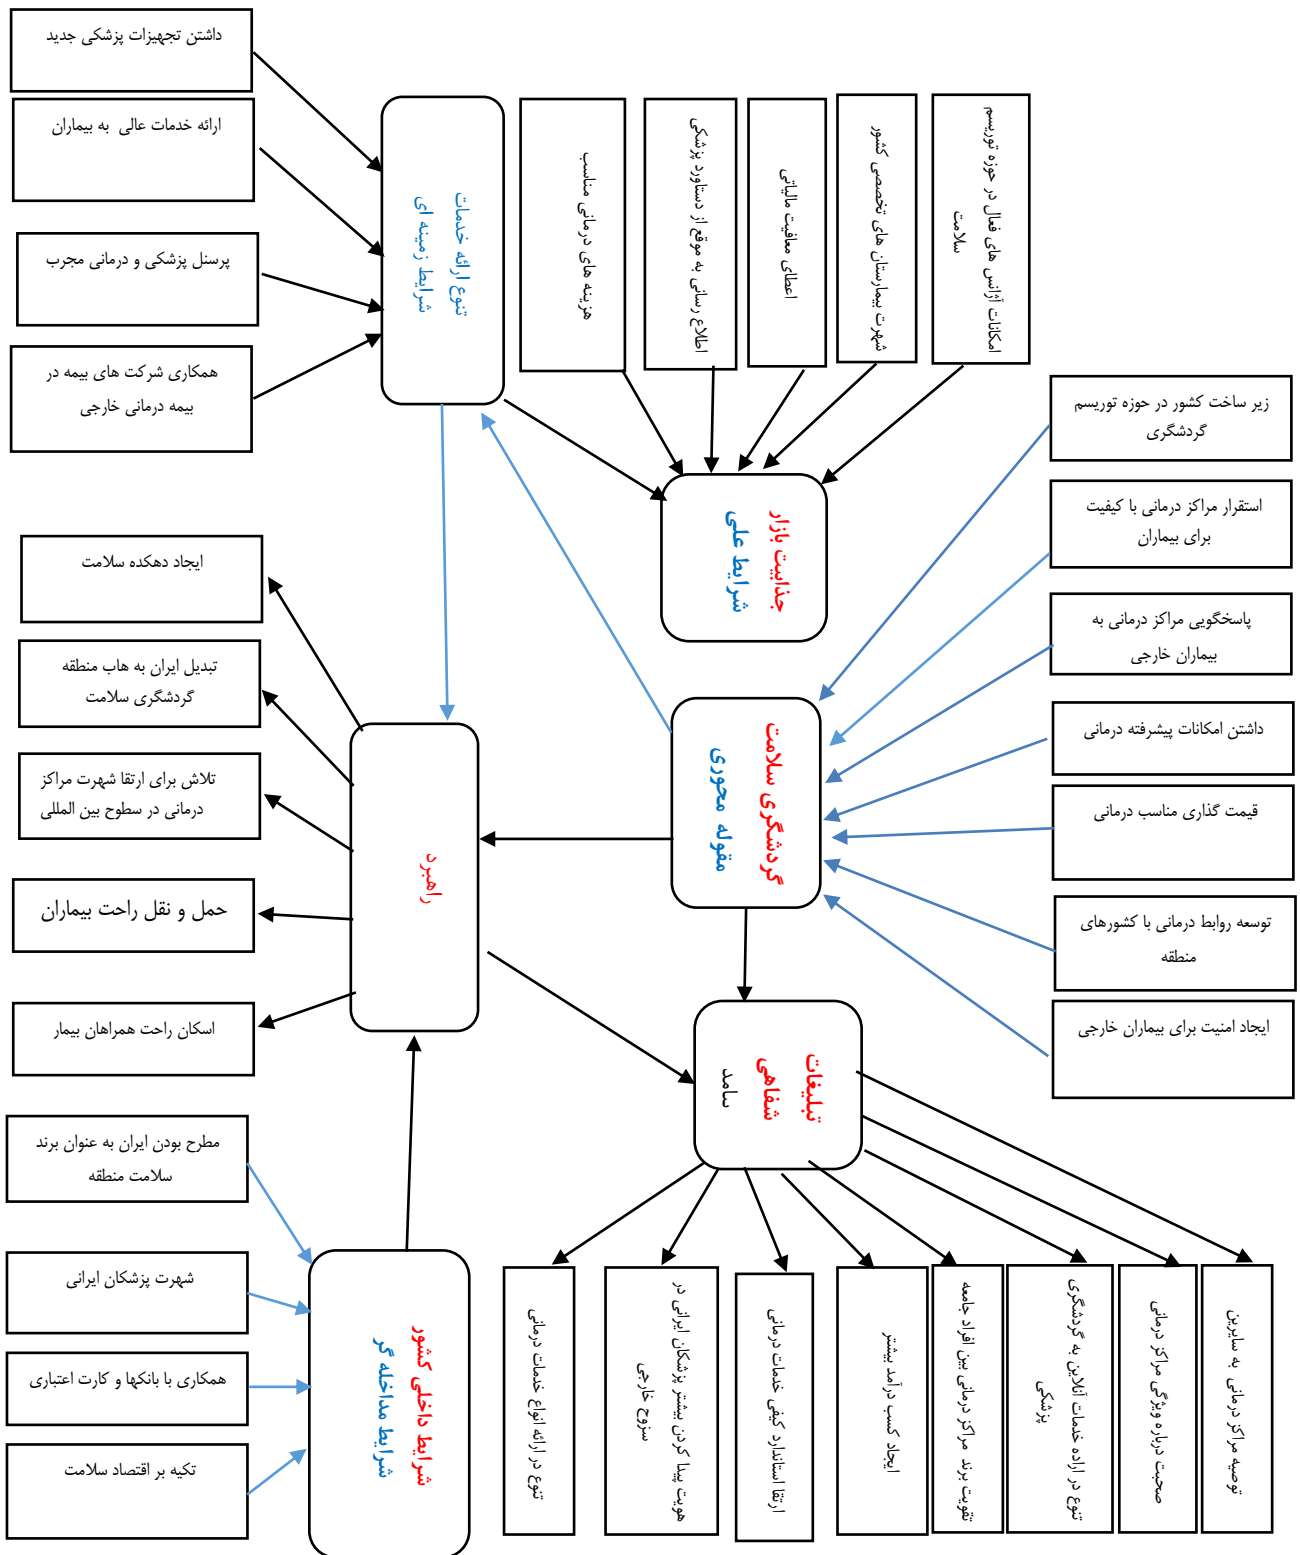 داشتن تجهیزات پزشکی جدید
ارائه خدمات عالی به بیماران
پرسنل پزشکی و درمانی مجرب
همکاری شرکت های بیمه در
بیمه درمانی خارجی
تنوع ارائه خدمات
شرایط زمینه ای
هزینه های درمانی مناسب
اطلاع رسانی به موقع از دستاورد پزشکی
اعطای معافیت مالیاتی
شهرت بیمارستان های تخصصی کشور
امکانات آژانس های فعال در حوزه توریسم
سلامت
جذابیت بازار
شرایط علی
زیر ساخت کشور در حوزه توریسم
گردشگری
استقرار مراکز درمانی با کیفیت
برای بیماران
پاسخگویی مراکز درمانی به
بیماران خارجی
داشتن امکانات پیشرفته درمانی
قیمت گذاری مناسب درمانی
توسعه روابط درمانی با کشورهای
منطقه
ایجاد امنیت برای بیماران خارجی
گردشگری سلامت
مقوله محوری
راهبرد
ایجاد دهکده سلامت
تبدیل ایران به هاب منطقه
گردشگری سلامت
تلاش برای ارتقا شهرت مراکز
درمانی در سطوح بین المللی
حمل و نقل راحت بیماران
اسکان راحت همراهان بیمار
تبلیغات
شفاهی
سامد
مطرح بودن ایران به عنوان برند
سلامت منطقه
شهرت پزشکان ایرانی
همکاری با بانکها و کارت اعتباری
تکیه بر اقتصاد سلامت
شرایط داخلی کشور
شرایط مداخله گر
تنوع در ارائه انواع خدمات درمانی
هویت پیدا کردن بیشتر پزشکان ایرانی در
سزوح خارجی
ارتقا استاندارد کیفی خدمات درمانی
ایجاد کسب درآمد بیشتر
تقویت برند مراکز درمانی بین افراد جامعه
تنوع در اراده خدمات آنلاین به گردشگری
پزشکی
صحبت درباره ویژگی مراکز درمانی
توصیه مراکز درمانی به سایرین